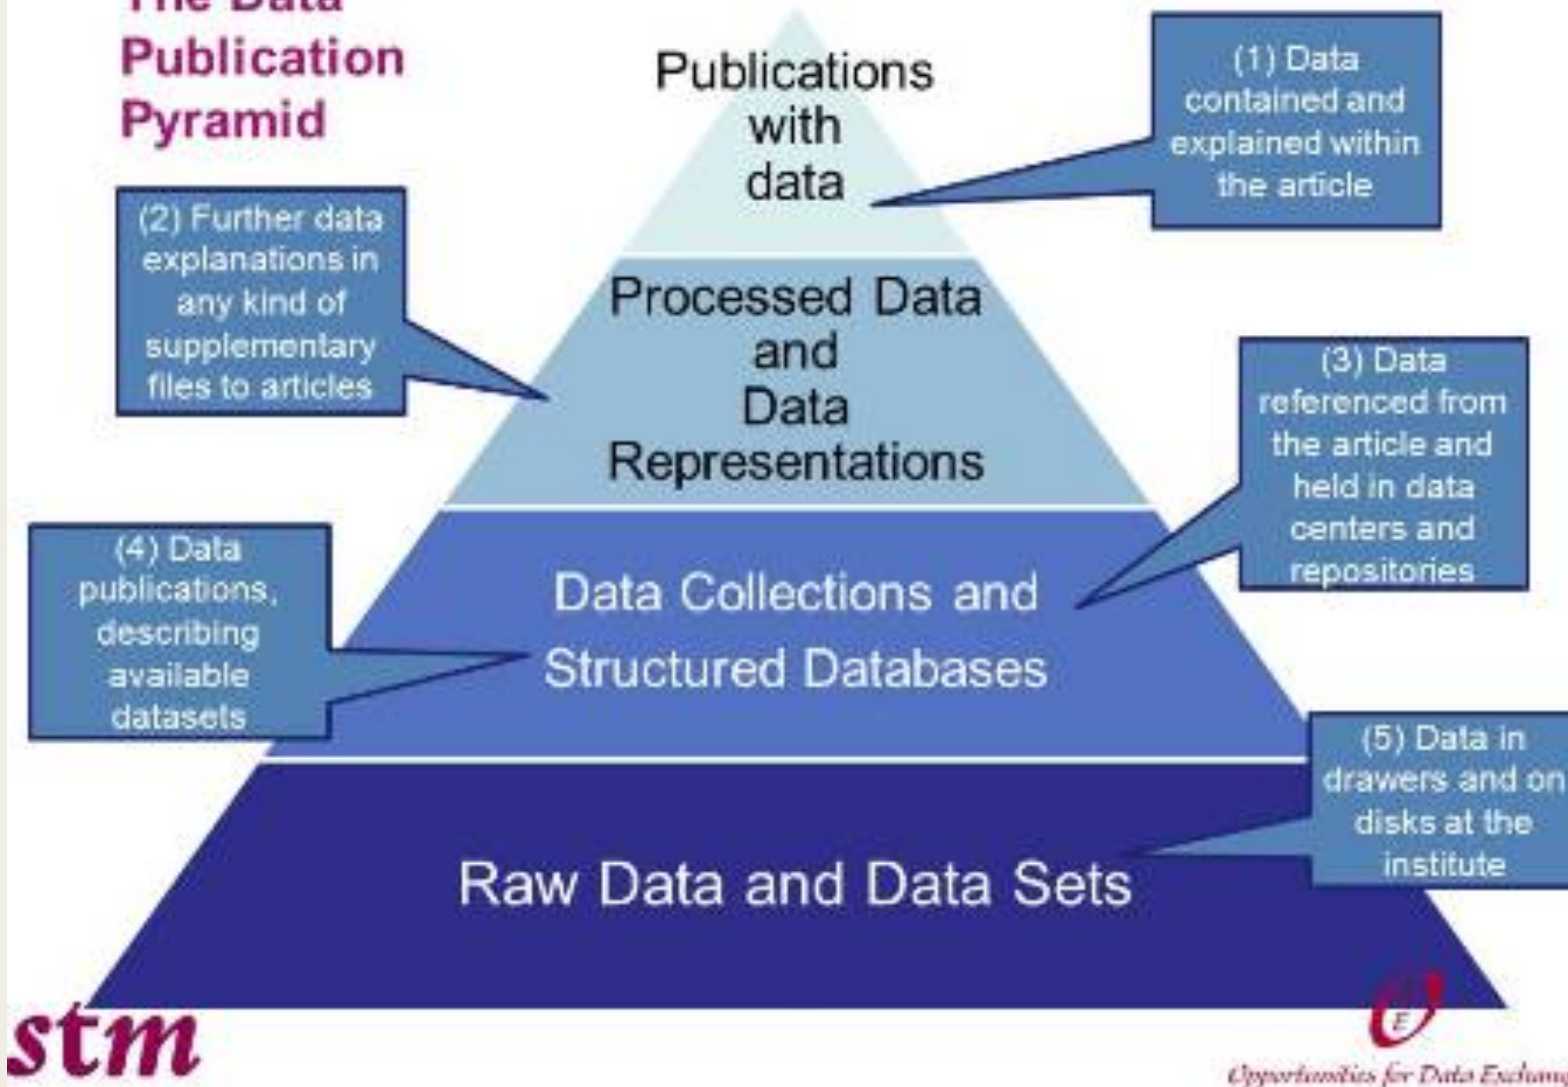 The Data
Publication
Pyramid
Publications
with
data
(1) Data
contained and
explained within
the article
(2) Further data
explanations in
any kind of
supplementary
files to articles
Processed Data
and
Data
Representations
(3) Data
referenced from
the article and
held in data
centers and
repositories
(4) Data
publications,
describing
available
datasets
Data Collections and
Structured Databases
(5) Data in
drawers and on
disks at the
institute
Raw Data and Data Sets
stm
Opportunities for Data Exchang